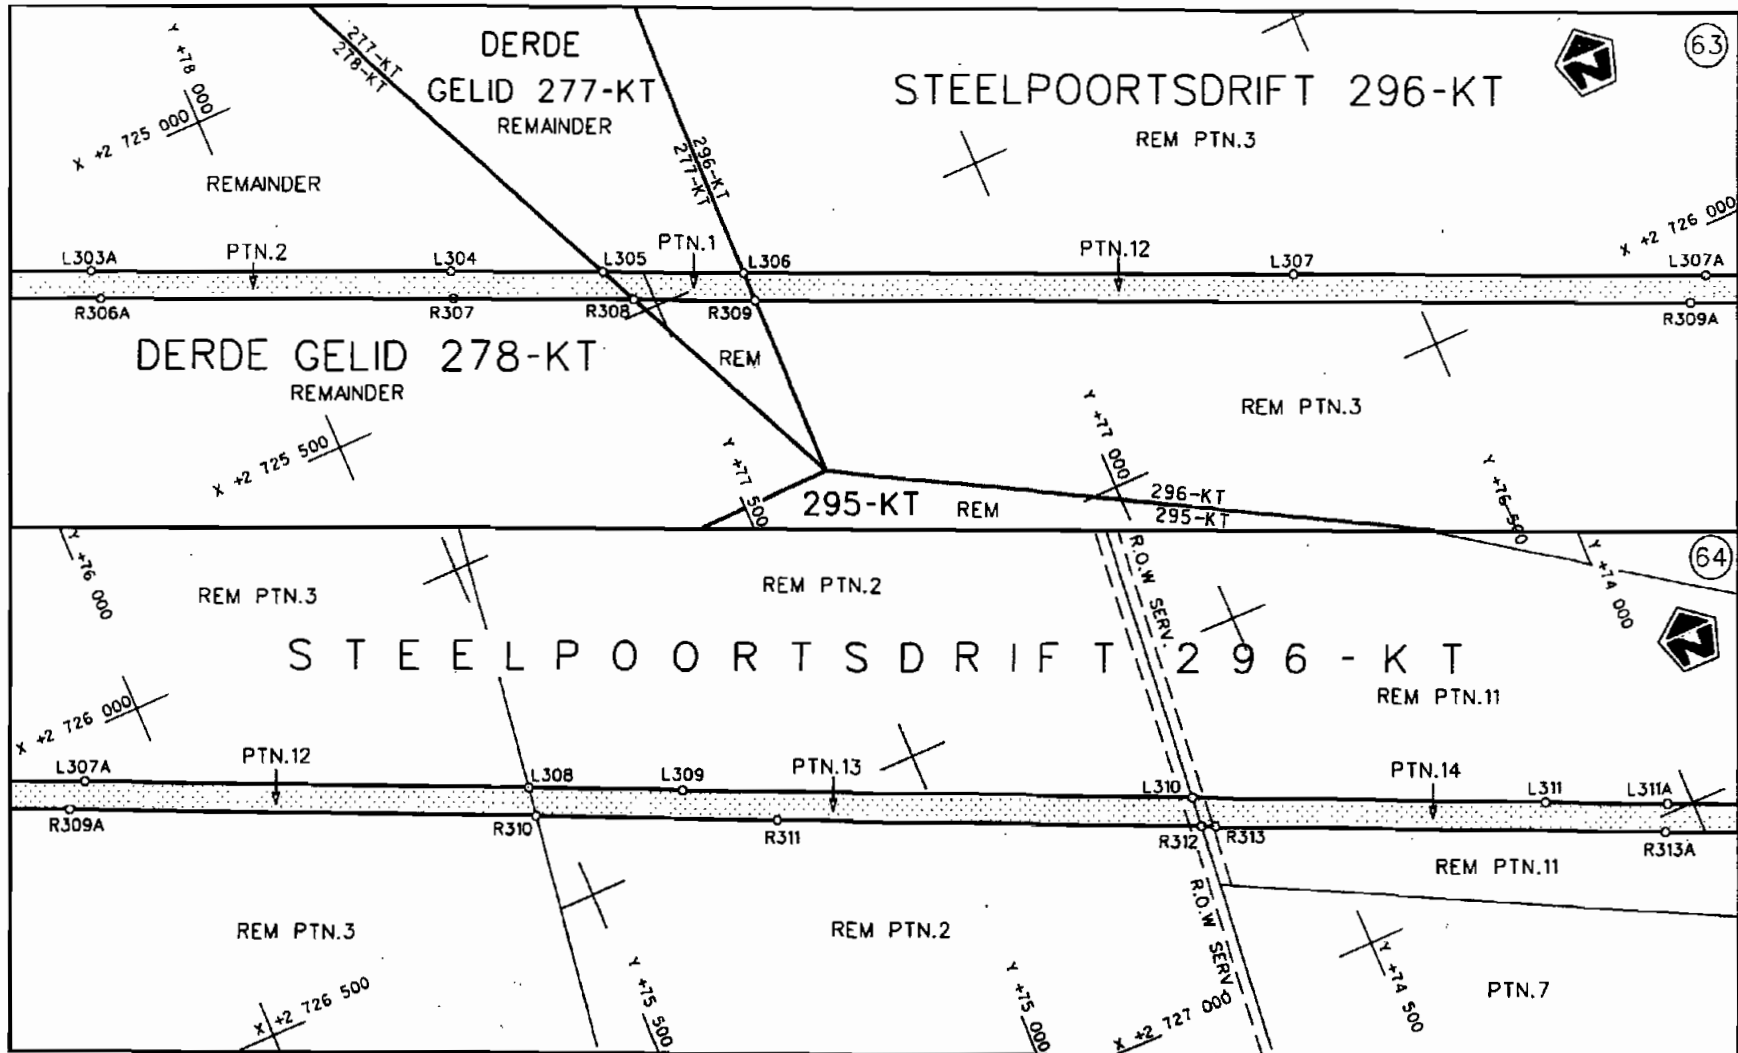 DERDE
GELID 277-KT
REMAINDER
277-KT
278-KT
STEELPOORTSDRIFT 296-KT
REM PTN.3
63
Y +78 000
X +2 725 000
REMAINDER
296-KT
277-KT
X +2 726 000
L303A
PTN.2
L304
L305
PTN.1
L306
PTN.12
L307
L307A
R306A
R307
R308
R309
R309A
DERDE GELID 278-KT
REMAINDER
REM
REM PTN.3
X +2 725 500
Y +77 500
Y +77 000
Y +76 500
295-KT
REM
296-KT
295-KT
64
Y +76 000
REM PTN.3
REM PTN.2
R.O.W SERV.
Y +74 000
STEELPOORTSDRIFT 296-KT
REM PTN.11
X +2 726 000
L307A
PTN.12
L308
L309
PTN.13
L310
PTN.14
L311
L311A
R309A
R310
R311
R312
R313
R313A
REM PTN.11
REM PTN.3
REM PTN.2
R.O.W SERV.
PTN.7
X +2 726 500
Y +75 500
Y +75 000
X +2 727 000
Y +74 500